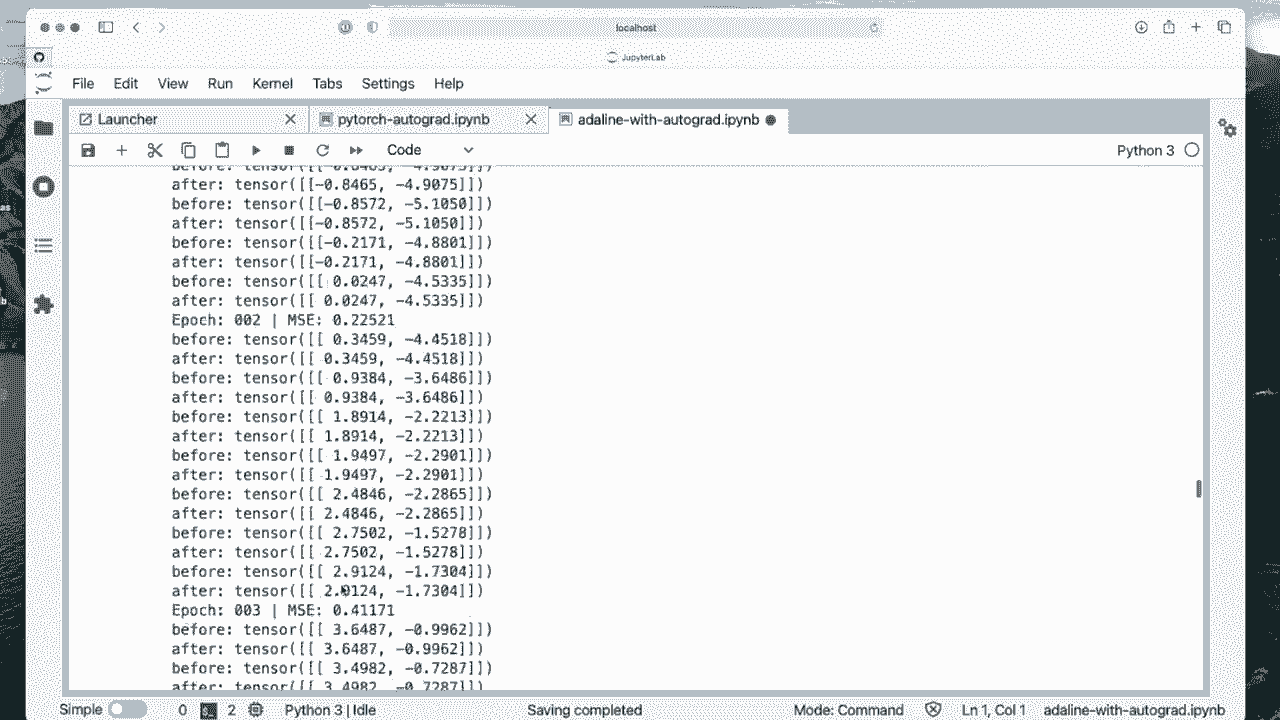 localhost
JupyterLab
File Edit View Run Kernel Tabs Settings Help
Launcher pytorch-autograd.ipynb adaline-with-autograd.ipynb
Code Python 3
before: tensor([[-0.8465, -4.9075]])
after: tensor([[-0.8465, -4.9075]])
before: tensor([[-0.8572, -5.1050]])
after: tensor([[-0.8572, -5.1050]])
before: tensor([[-0.2171, -4.8801]])
after: tensor([[-0.2171, -4.8801]])
before: tensor([[ 0.0247, -4.5335]])
after: tensor([[ 0.0247, -4.5335]])
Epoch: 002 | MSE: 0.22521
before: tensor([[ 0.3459, -4.4518]])
after: tensor([[ 0.3459, -4.4518]])
before: tensor([[ 0.9384, -3.6486]])
after: tensor([[ 0.9384, -3.6486]])
before: tensor([[ 1.8914, -2.2213]])
after: tensor([[ 1.8914, -2.2213]])
before: tensor([[ 1.9497, -2.2901]])
after: tensor([[ 1.9497, -2.2901]])
before: tensor([[ 2.4846, -2.2865]])
after: tensor([[ 2.4846, -2.2865]])
before: tensor([[ 2.7502, -1.5278]])
after: tensor([[ 2.7502, -1.5278]])
before: tensor([[ 2.9124, -1.7304]])
after: tensor([[ 2.9124, -1.7304]])
Epoch: 003 | MSE: 0.41171
before: tensor([[ 3.6487, -0.9962]])
after: tensor([[ 3.6487, -0.9962]])
before: tensor([[ 3.4982, -0.7287]])
after: tensor([[ 3.4982, -0.7287]])
Simple 0 2 Python 3 | Idle Saving completed Mode: Command Ln 1, Col 1 adaline-with-autograd.ipynb